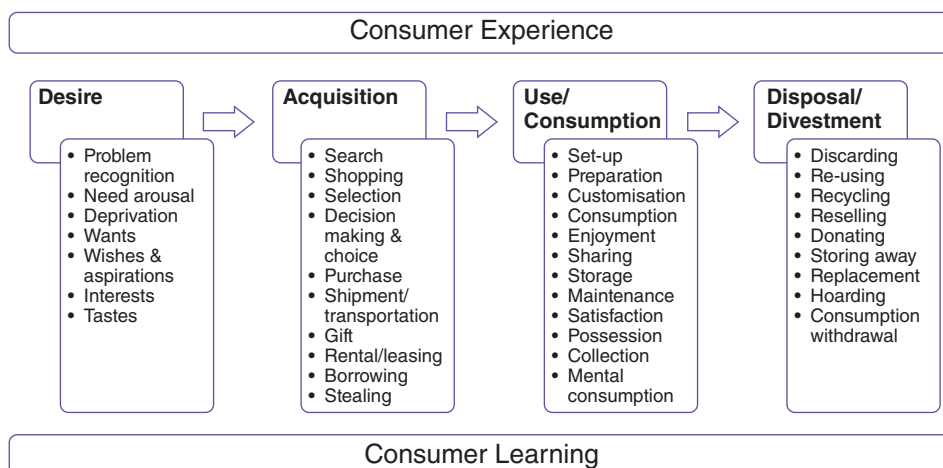 Consumer Experience
Desire
• Problem
recognition
• Need arousal
• Deprivation
• Wants
• Wishes &
aspirations
• Interests
• Tastes
Acquisition
• Search
• Shopping
• Selection
• Decision
making &
choice
• Purchase
• Shipment/
transportation
• Gift
• Rental/leasing
• Borrowing
• Stealing
Use/
Consumption
• Set-up
• Preparation
• Customisation
• Consumption
• Enjoyment
• Sharing
• Storage
• Maintenance
• Satisfaction
• Possession
• Collection
• Mental
consumption
Disposal/
Divestment
• Discarding
• Re-using
• Recycling
• Reselling
• Donating
• Storing away
• Replacement
• Hoarding
• Consumption
withdrawal
Consumer Learning